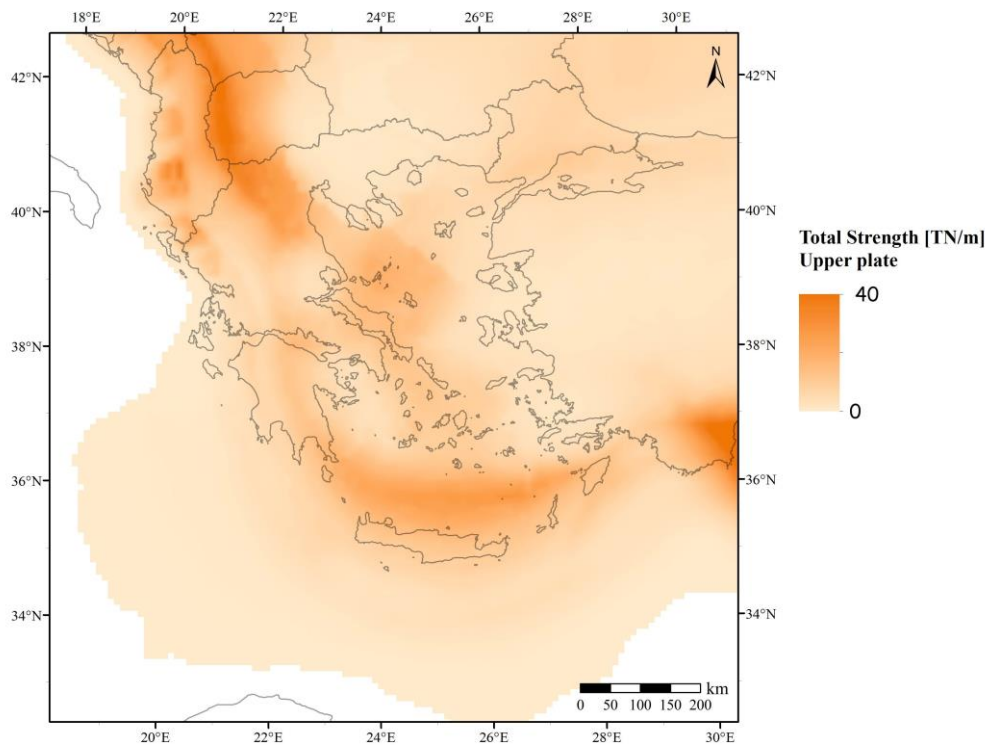 18°E 20°E 22°E 24°E 26°E 28°E 30°E
N
42°N 42°N
40°N 40°N
Total Strength [TN/m]
Upper plate
40
0
38°N 38°N
36°N 36°N
34°N 34°N
km
0 50 100 150 200
20°E 22°E 24°E 26°E 28°E 30°E